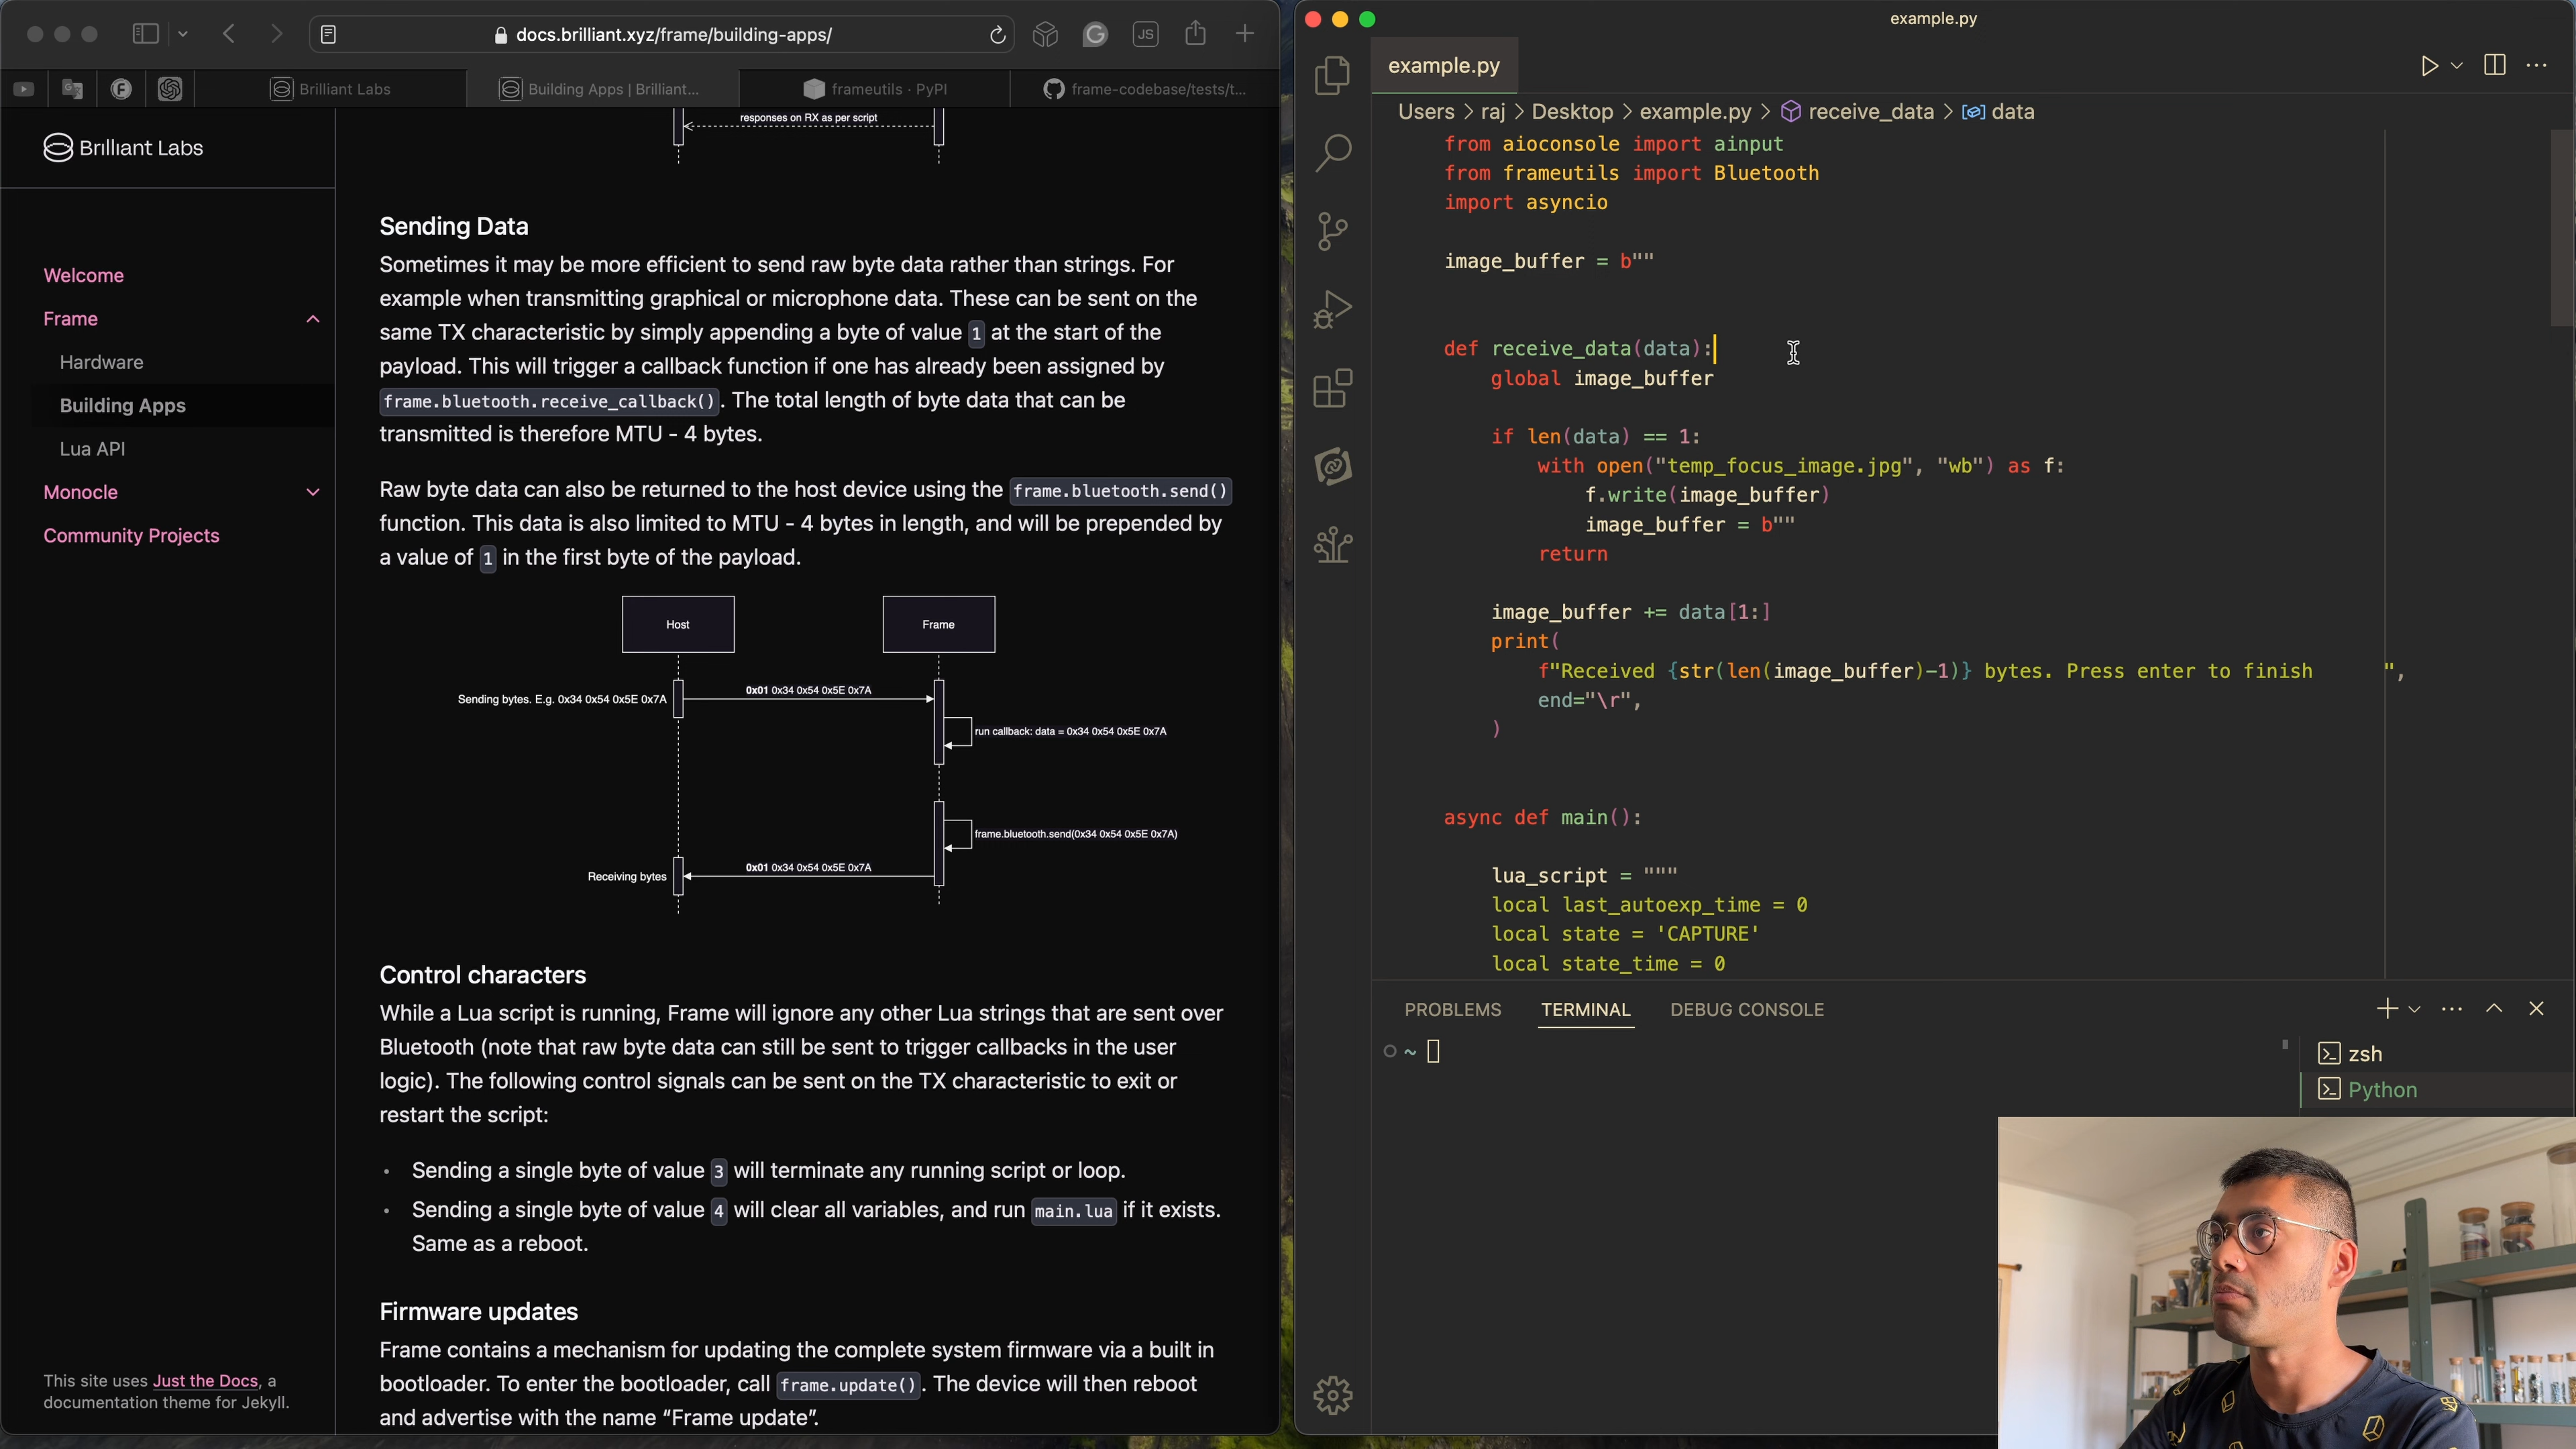 docs.brilliant.xyz/frame/building-apps/
JS
Brilliant Labs
Building Apps | Brilliant...
frameutils · PyPI
frame-codebase/tests/t...
Brilliant Labs
Welcome
Frame
Hardware
Building Apps
Lua API
Monocle
Community Projects
This site uses Just the Docs, a
documentation theme for Jekyll.
responses on RX as per script
Sending Data
Sometimes it may be more efficient to send raw byte data rather than strings. For
example when transmitting graphical or microphone data. These can be sent on the
same TX characteristic by simply appending a byte of value 1 at the start of the
payload. This will trigger a callback function if one has already been assigned by
frame.bluetooth.receive_callback(). The total length of byte data that can be
transmitted is therefore MTU - 4 bytes.
Raw byte data can also be returned to the host device using the frame.bluetooth.send()
function. This data is also limited to MTU - 4 bytes in length, and will be prepended by
a value of 1 in the first byte of the payload.
Host
Frame
Sending bytes. E.g. 0x34 0x54 0x5E 0x7A
0x01 0x34 0x54 0x5E 0x7A
run callback: data = 0x34 0x54 0x5E 0x7A
frame.bluetooth.send(0x34 0x54 0x5E 0x7A)
Receiving bytes
0x01 0x34 0x54 0x5E 0x7A
Control characters
While a Lua script is running, Frame will ignore any other Lua strings that are sent over
Bluetooth (note that raw byte data can still be sent to trigger callbacks in the user
logic). The following control signals can be sent on the TX characteristic to exit or
restart the script:
• Sending a single byte of value 3 will terminate any running script or loop.
• Sending a single byte of value 4 will clear all variables, and run main.lua if it exists.
Same as a reboot.
Firmware updates
Frame contains a mechanism for updating the complete system firmware via a built in
bootloader. To enter the bootloader, call frame.update(). The device will then reboot
and advertise with the name “Frame update”.
example.py
example.py
Users > raj > Desktop > example.py > receive_data > data
from aioconsole import ainput
from frameutils import Bluetooth
import asyncio
image_buffer = b""
def receive_data(data):
global image_buffer
if len(data) == 1:
with open("temp_focus_image.jpg", "wb") as f:
f.write(image_buffer)
image_buffer = b""
return
image_buffer += data[1:]
print(
f"Received {str(len(image_buffer)-1)} bytes. Press enter to finish      ",
end="\r",
)
async def main():
lua_script = """
local last_autoexp_time = 0
local state = 'CAPTURE'
local state_time = 0
PROBLEMS
TERMINAL
DEBUG CONSOLE
~
zsh
Python